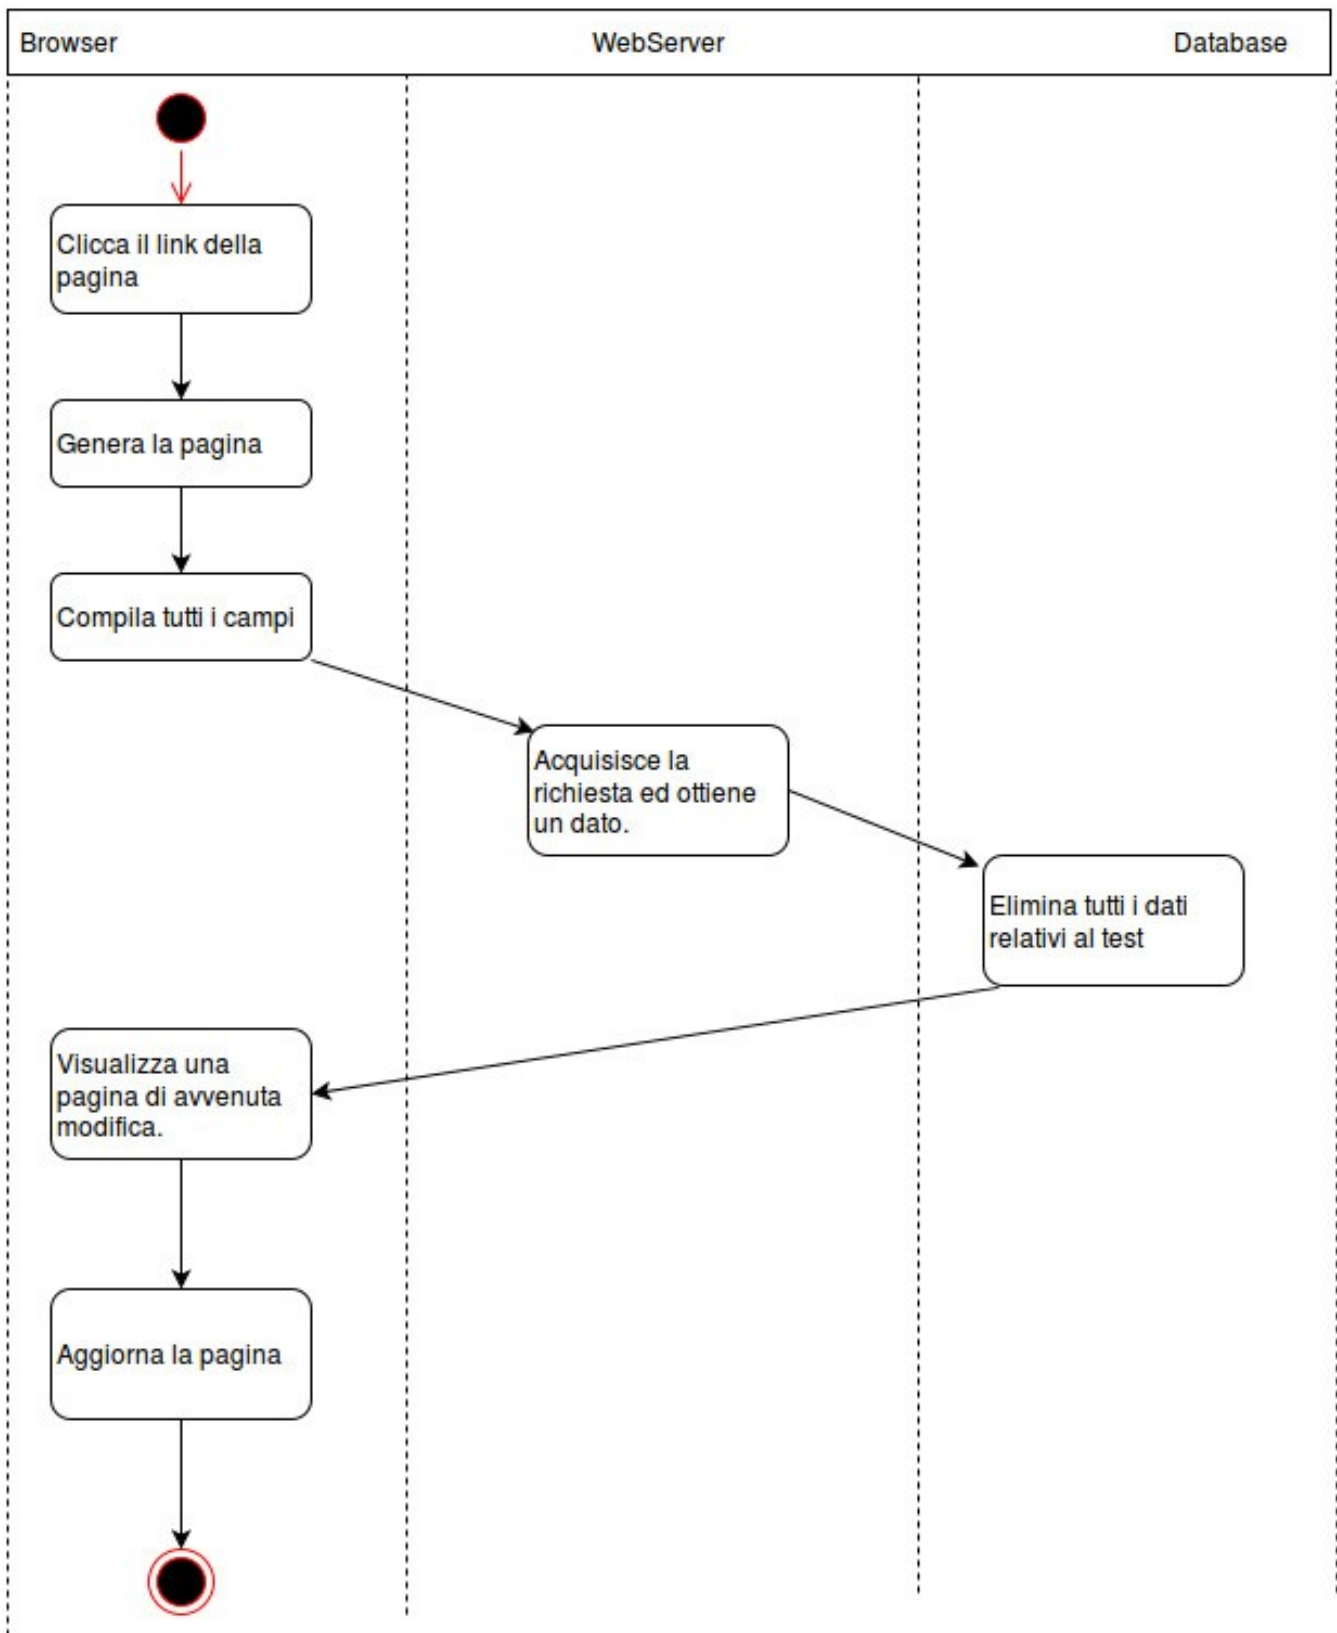 Browser WebServer Database
Clicca il link della
pagina
Genera la pagina
Compila tutti i campi
Acquisisce la
richiesta ed ottiene
un dato.
Elimina tutti i dati
relativi al test
Visualizza una
pagina di avvenuta
modifica.
Aggiorna la pagina